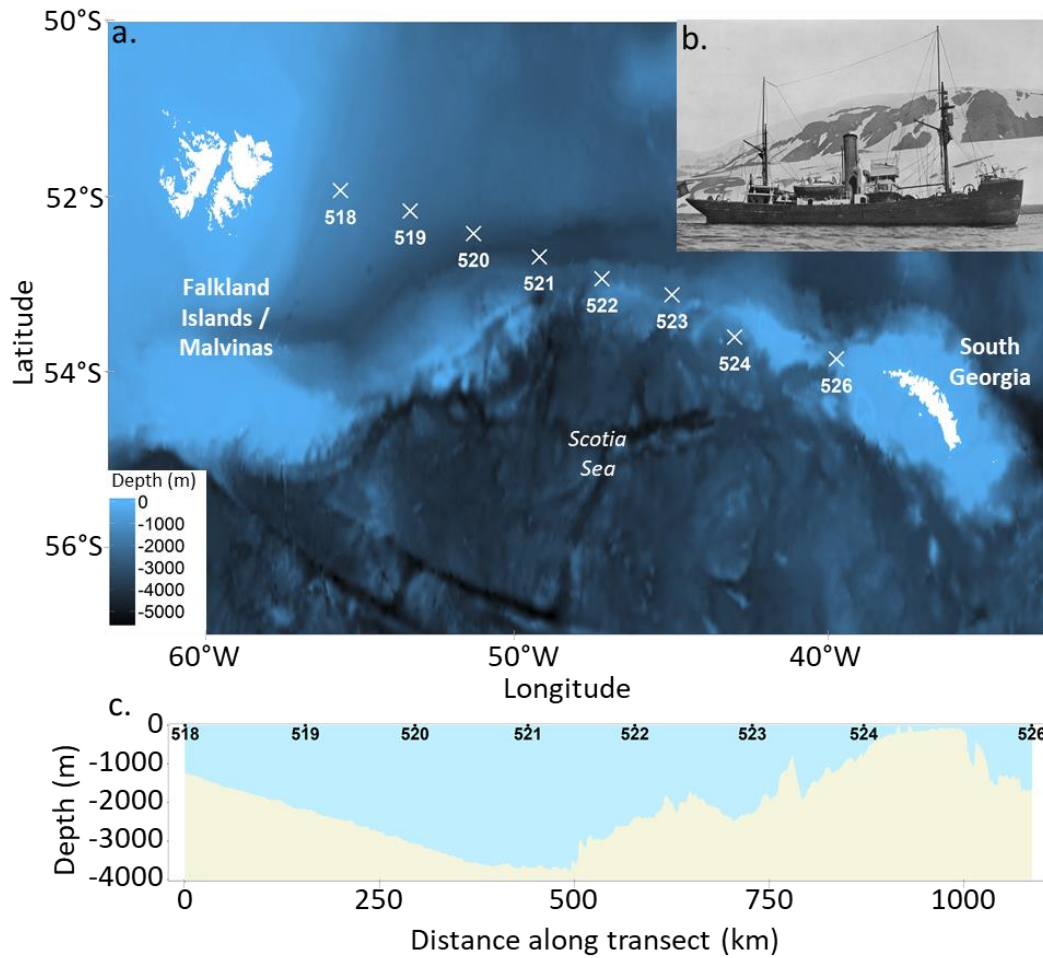 a.
b.
50°S
52°S
54°S
56°S
Latitude
518
519
520
521
522
523
524
526
Falkland
Islands /
Malvinas
South
Georgia
Scotia
Sea
Depth (m)
0
-1000
-2000
-3000
-4000
-5000
60°W
50°W
40°W
Longitude
c.
518
519
520
521
522
523
524
526
0
-1000
-2000
-3000
-4000
Depth (m)
0
250
500
750
1000
Distance along transect (km)